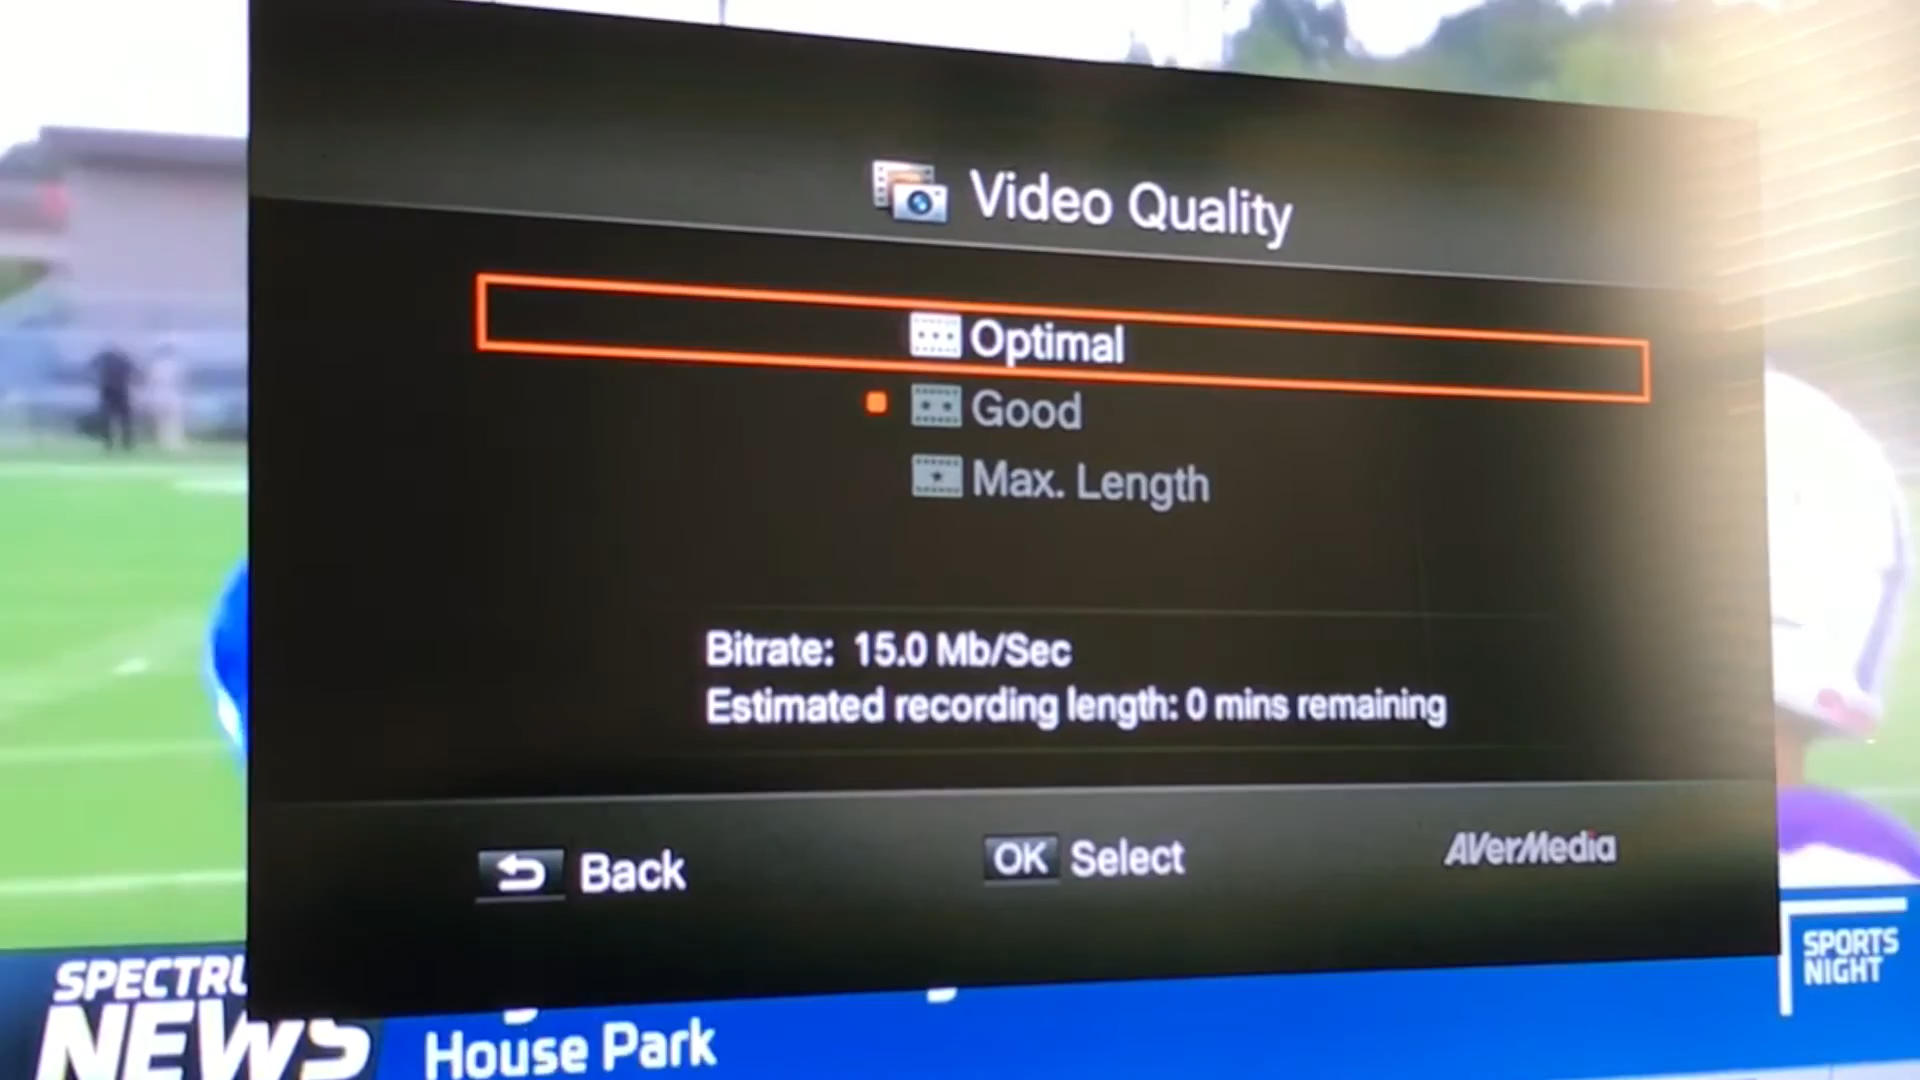 Video Quality
Optimal
Good
Max. Length
Bitrate: 15.0 Mb/Sec
Estimated recording length: 0 mins remaining
Back
OK Select
AVerMedia
SPORTS
NIGHT
NEWS
House Park